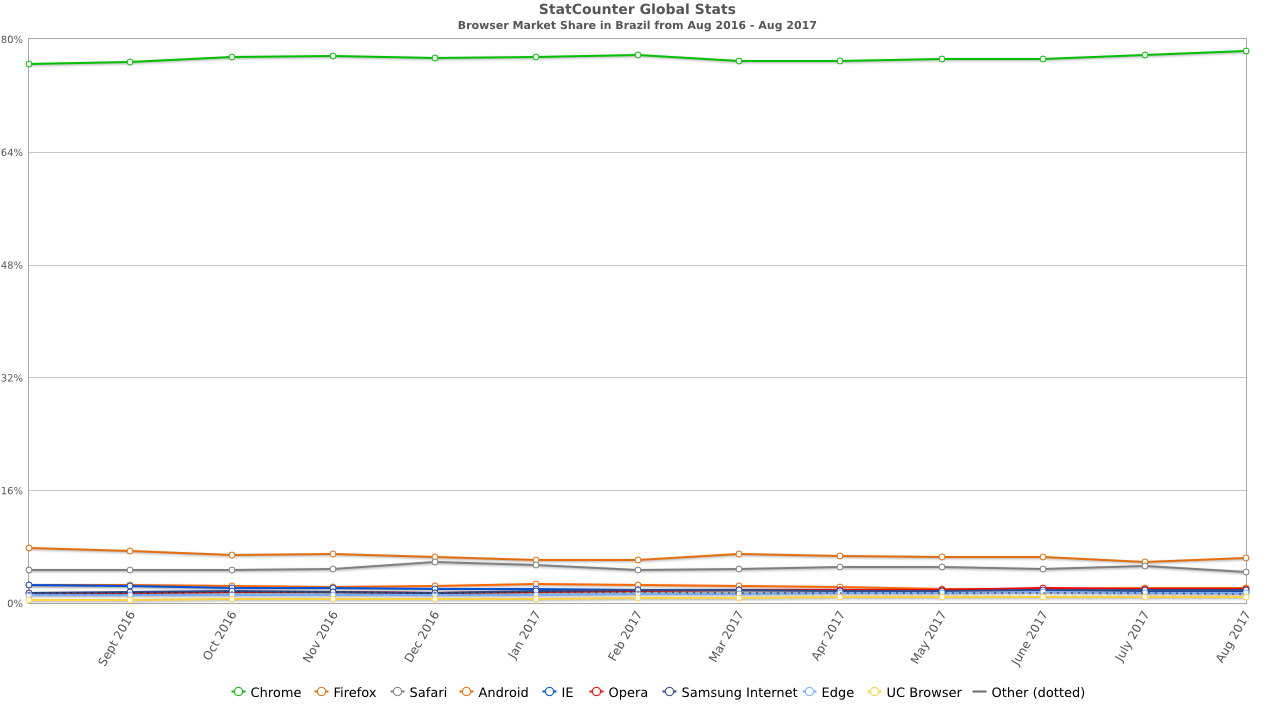 StatCounter Global Stats
Browser Market Share in Brazil from Aug 2016 - Aug 2017
80%
64%
48%
32%
16%
0%
Sept 2016
Oct 2016
Nov 2016
Dec 2016
Jan 2017
Feb 2017
Mar 2017
Apr 2017
May 2017
June 2017
July 2017
Aug 2017
Chrome Firefox Safari Android IE Opera Samsung Internet Edge UC Browser Other (dotted)